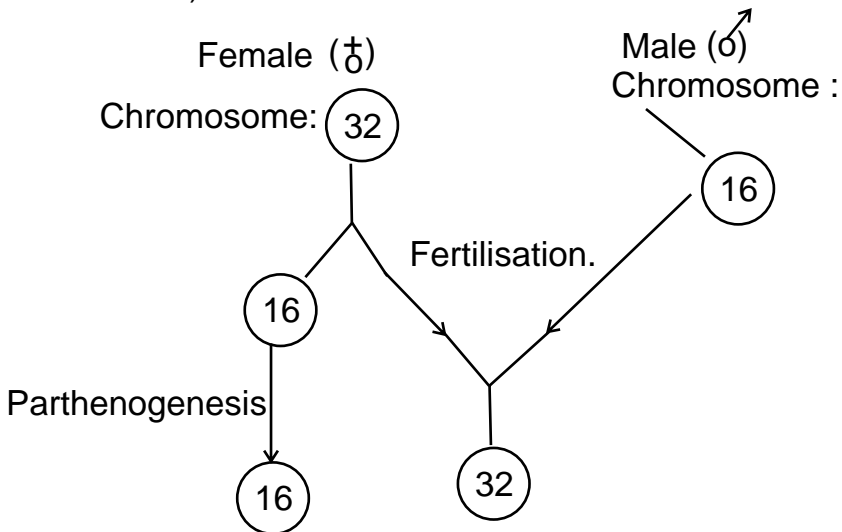 Female (♀)
Male (♂)
Chromosome :
Chromosome:
32
16
Fertilisation.
16
Parthenogenesis
16
32